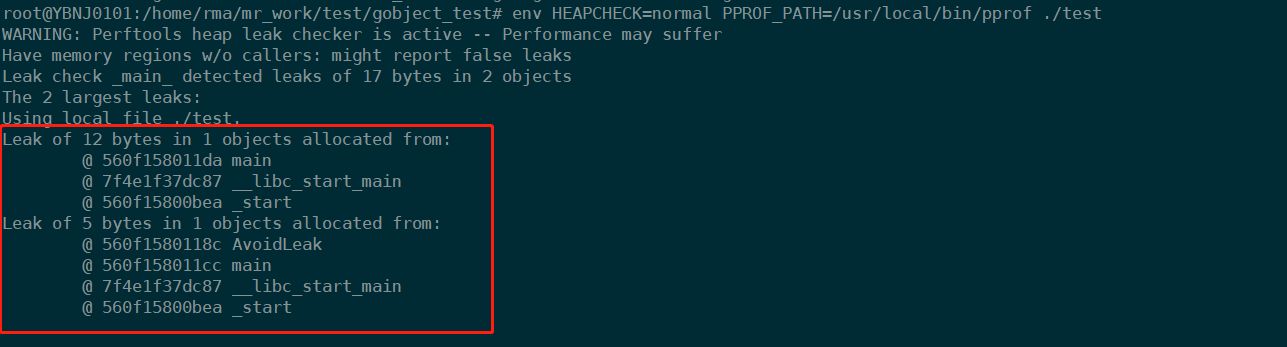 root@YBNJ0101:/home/rma/mr_work/test/gobject_test# env HEAPCHECK=normal PPROF_PATH=/usr/local/bin/pprof ./test
WARNING: Perftools heap leak checker is active -- Performance may suffer
Have memory regions w/o callers: might report false leaks
Leak check _main_ detected leaks of 17 bytes in 2 objects
The 2 largest leaks:
Using local file ./test.
Leak of 12 bytes in 1 objects allocated from:
        @ 560f158011da main
        @ 7f4e1f37dc87 __libc_start_main
        @ 560f15800bea _start
Leak of 5 bytes in 1 objects allocated from:
        @ 560f1580118c AvoidLeak
        @ 560f158011cc main
        @ 7f4e1f37dc87 __libc_start_main
        @ 560f15800bea _start